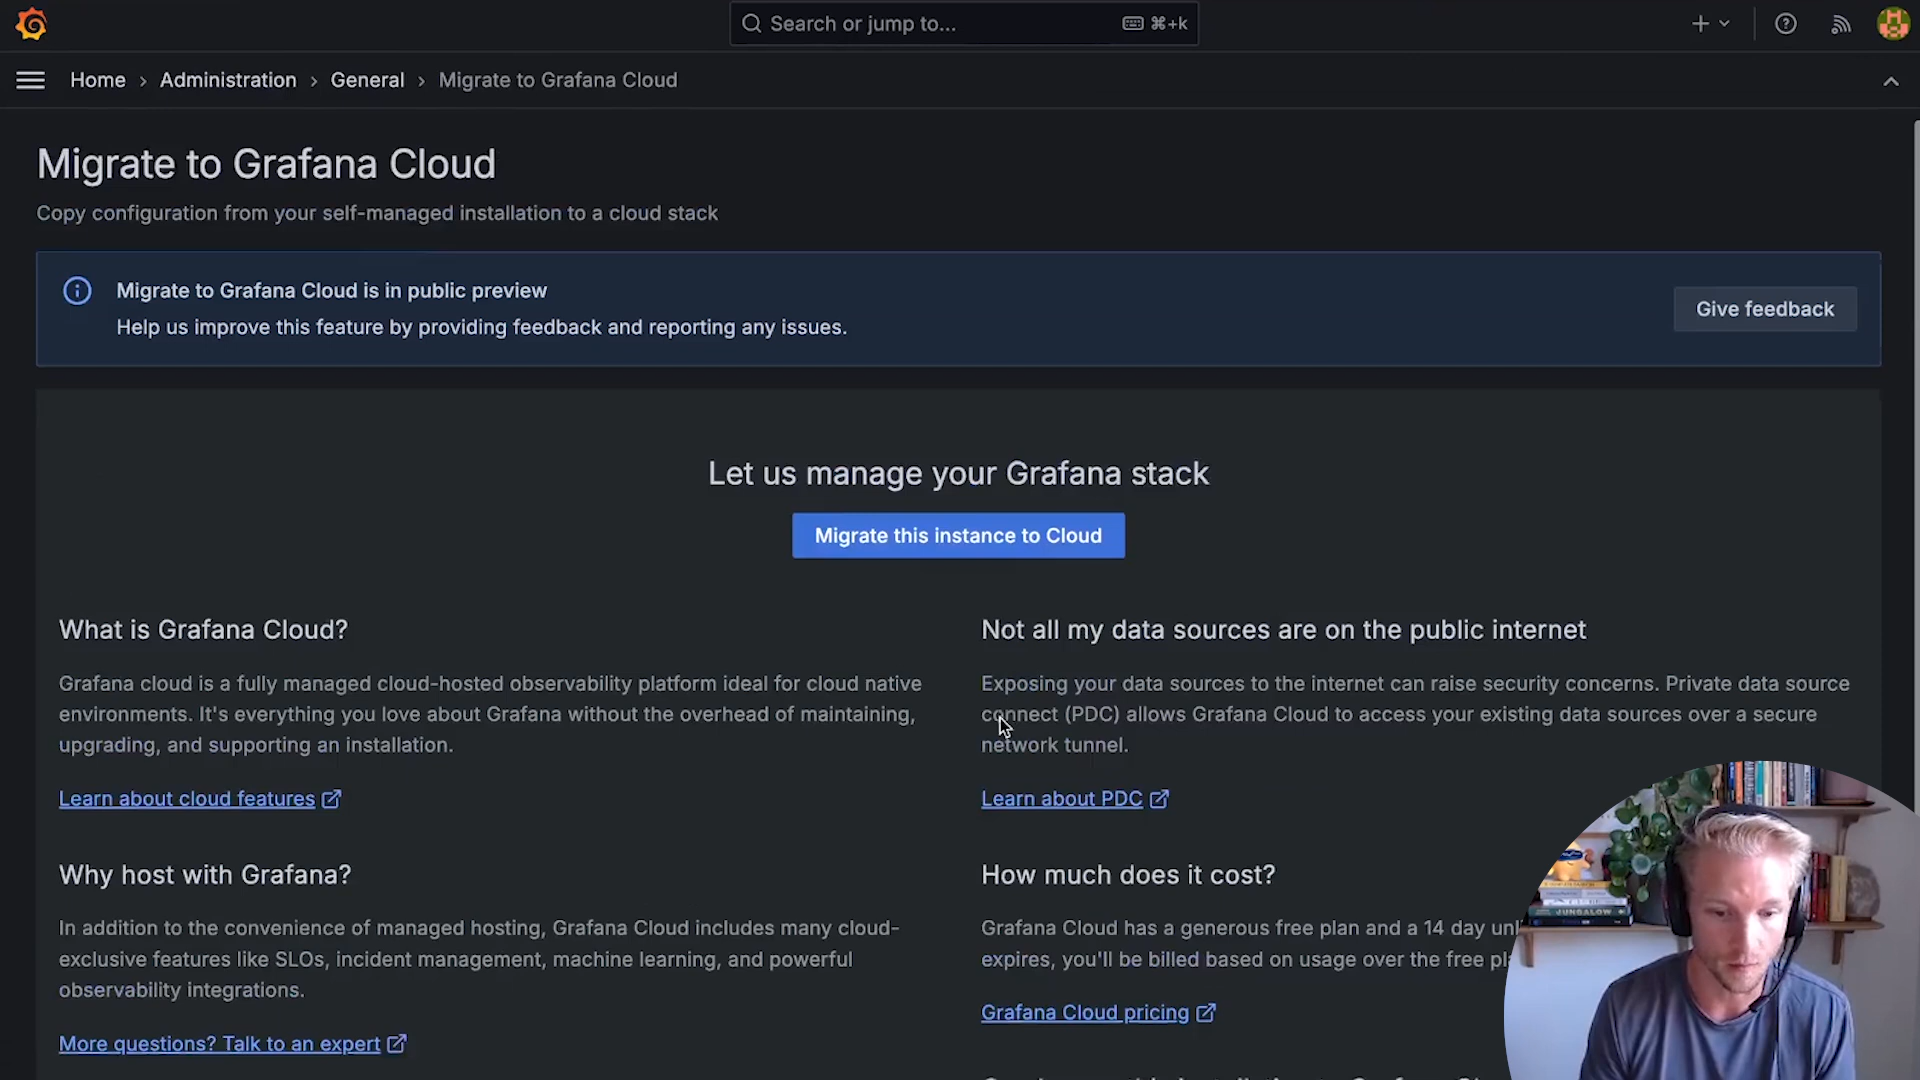 Search or jump to...
⌘+k
Home › Administration › General › Migrate to Grafana Cloud
Migrate to Grafana Cloud
Copy configuration from your self-managed installation to a cloud stack
Migrate to Grafana Cloud is in public preview
Help us improve this feature by providing feedback and reporting any issues.
Give feedback
Let us manage your Grafana stack
Migrate this instance to Cloud
What is Grafana Cloud?
Grafana cloud is a fully managed cloud-hosted observability platform ideal for cloud native
environments. It's everything you love about Grafana without the overhead of maintaining,
upgrading, and supporting an installation.
Learn about cloud features
Not all my data sources are on the public internet
Exposing your data sources to the internet can raise security concerns. Private data source
connect (PDC) allows Grafana Cloud to access your existing data sources over a secure
network tunnel.
Learn about PDC
Why host with Grafana?
In addition to the convenience of managed hosting, Grafana Cloud includes many cloud-
exclusive features like SLOs, incident management, machine learning, and powerful
observability integrations.
More questions? Talk to an expert
How much does it cost?
Grafana Cloud has a generous free plan and a 14 day
expires, you'll be billed based on usage over the free
Grafana Cloud pricing
JUNGALOW